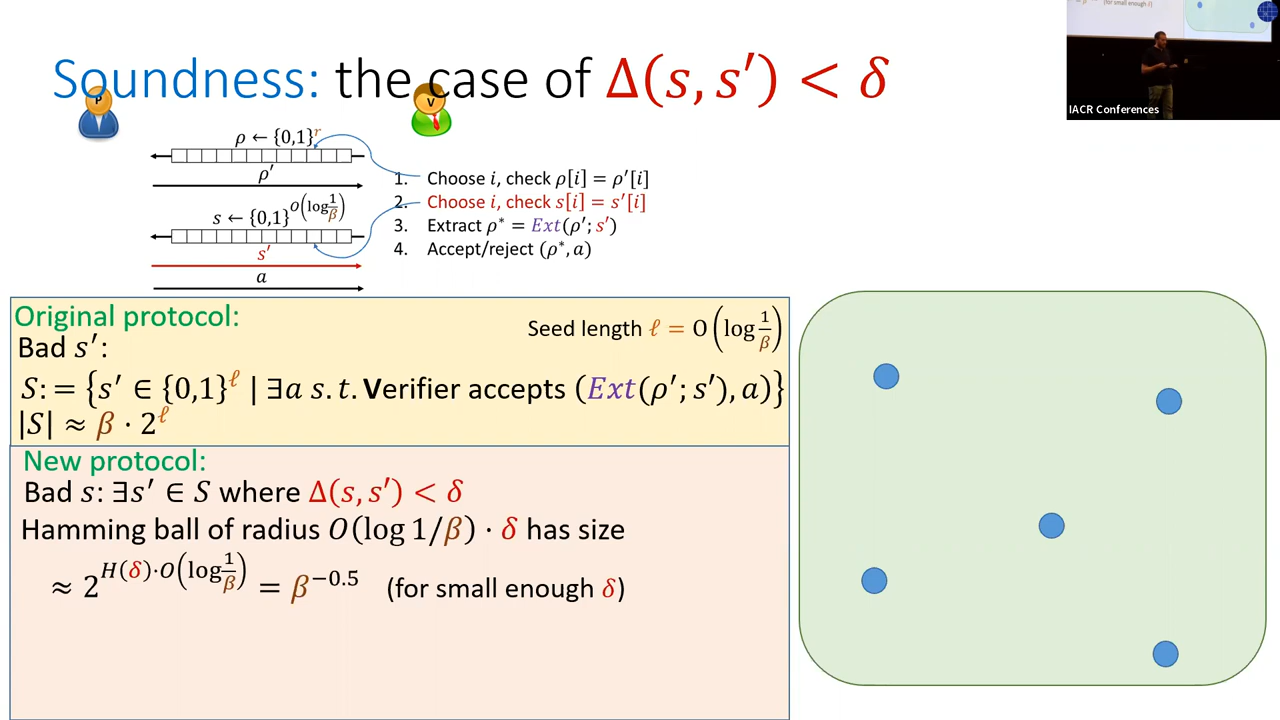 Soundness: the case of Δ(s, s′) < δ
P
V
ρ ← {0,1}^r
ρ′
s ← {0,1}^O(log 1/β)
s′
a
1. Choose i, check ρ[i] = ρ′[i]
2. Choose i, check s[i] = s′[i]
3. Extract ρ* = Ext(ρ′; s′)
4. Accept/reject (ρ*, a)
Original protocol:
Seed length ℓ = O(log 1/β)
Bad s′:
S: = {s′ ∈ {0,1}^ℓ | ∃a s.t. Verifier accepts (Ext(ρ′; s′), a)}
|S| ≈ β · 2^ℓ
New protocol:
Bad s: ∃s′ ∈ S where Δ(s, s′) < δ
Hamming ball of radius O(log 1/β) · δ has size
≈ 2^H(δ)·O(log 1/β) = β^−0.5 (for small enough δ)
(for small enough δ)
IACR Conferences